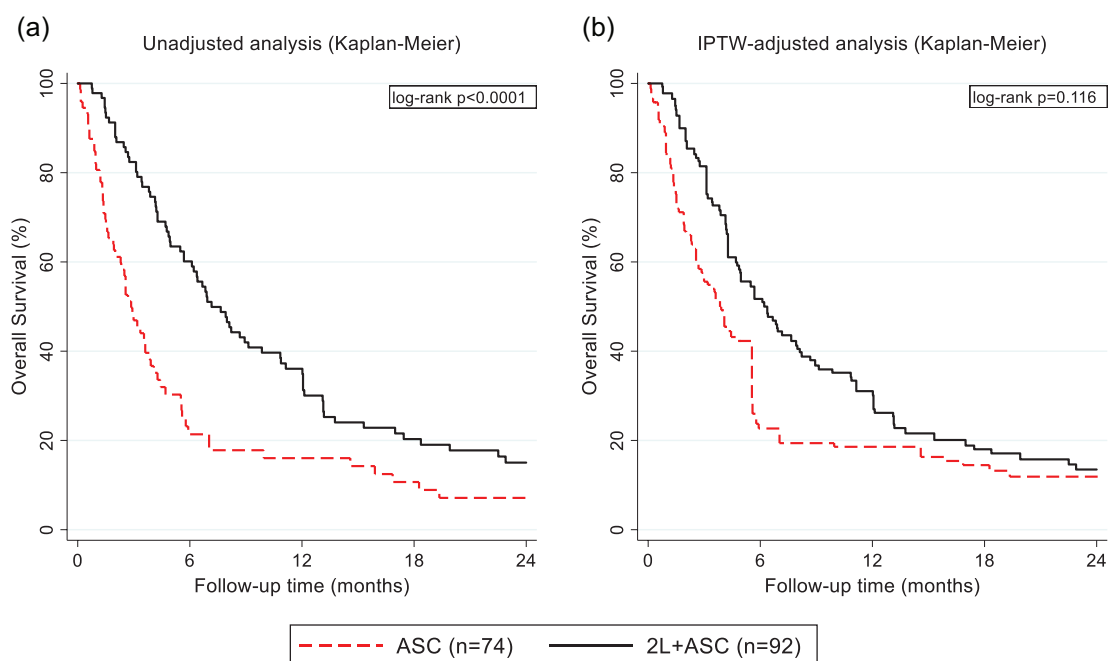 (a)
Unadjusted analysis (Kaplan-Meier)
log-rank p<0.0001
100
80
60
40
20
0
Overall Survival (%)
0 6 12 18 24
Follow-up time (months)
(b)
IPTW-adjusted analysis (Kaplan-Meier)
log-rank p=0.116
100
80
60
40
20
0
Overall Survival (%)
0 6 12 18 24
Follow-up time (months)
ASC (n=74) 2L+ASC (n=92)